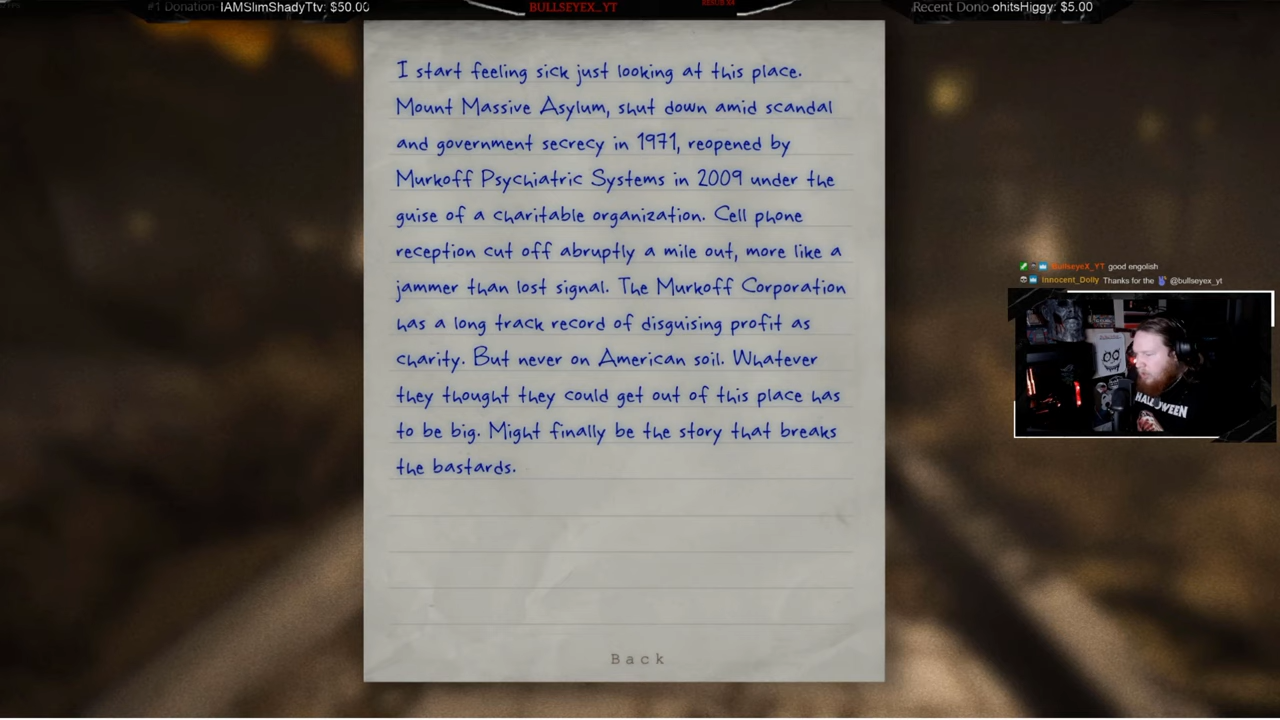 #1 Donation IAMSlimShadyTtv: $50.00
BULLSEYEX_YT
Recent Dono ohitsHiggy: $5.00
I start feeling sick just looking at this place.
Mount Massive Asylum, shut down amid scandal
and government secrecy in 1971, reopened by
Murkoff Psychiatric Systems in 2009 under the
guise of a charitable organization. Cell phone
reception cut off abruptly a mile out, more like a
jammer than lost signal. The Murkoff Corporation
has a long track record of disguising profit as
charity. But never on American soil. Whatever
they thought they could get out of this place has
to be big. Might finally be the story that breaks
the bastards.
Back
BullseyeX_YT good engolish
Innocent_Dolly Thanks for the @bullseyex_yt
HALLOWEEN